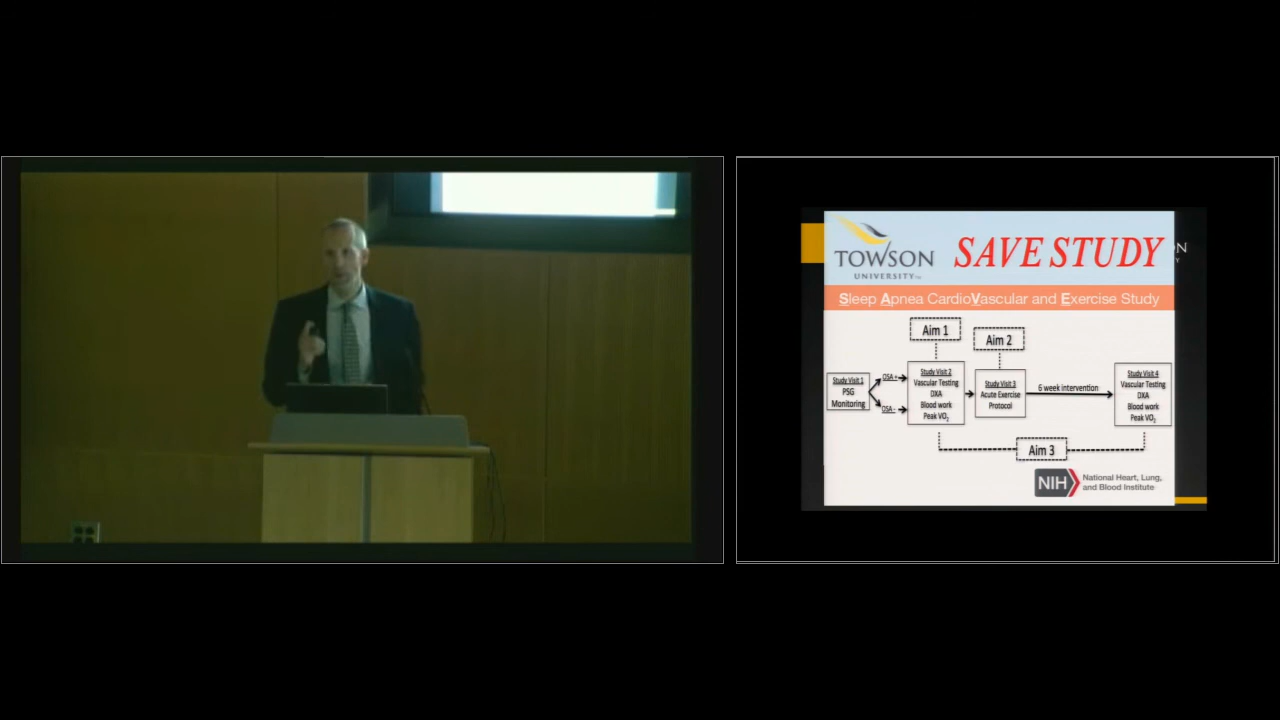 TOWSON
UNIVERSITY™
SAVE STUDY
N
Y
Sleep Apnea CardioVascular and Exercise Study
Aim 1
Aim 2
Study Visit 1
PSG
Monitoring
OSA +
OSA -
Study Visit 2
Vascular Testing
DXA
Blood work
Peak VO2
Study Visit 3
Acute Exercise
Protocol
6 week intervention
Study Visit 4
Vascular Testing
DXA
Blood work
Peak VO2
Aim 3
NIH
National Heart, Lung,
and Blood Institute